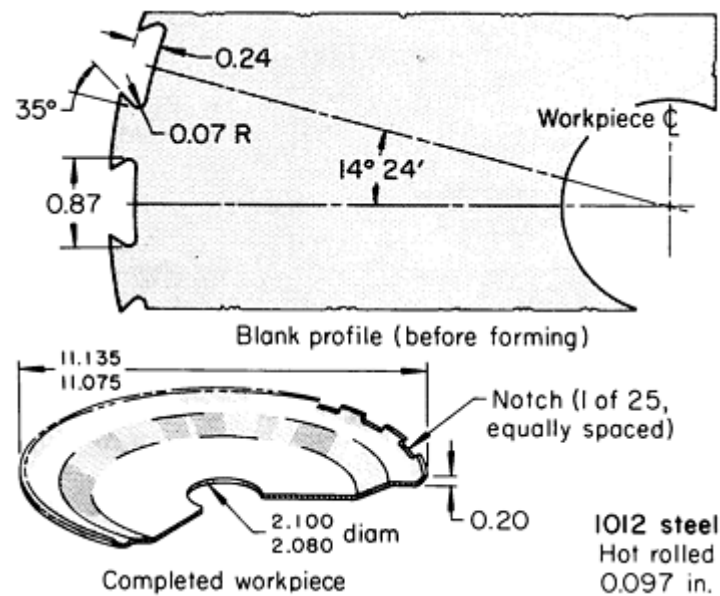 0.24
35°
0.07 R
Workpiece ℄
14° 24′
0.87
Blank profile (before forming)
11.135
11.075
Notch (1 of 25,
equally spaced)
2.100
2.080 diam
0.20
1012 steel
Hot rolled
0.097 in.
Completed workpiece